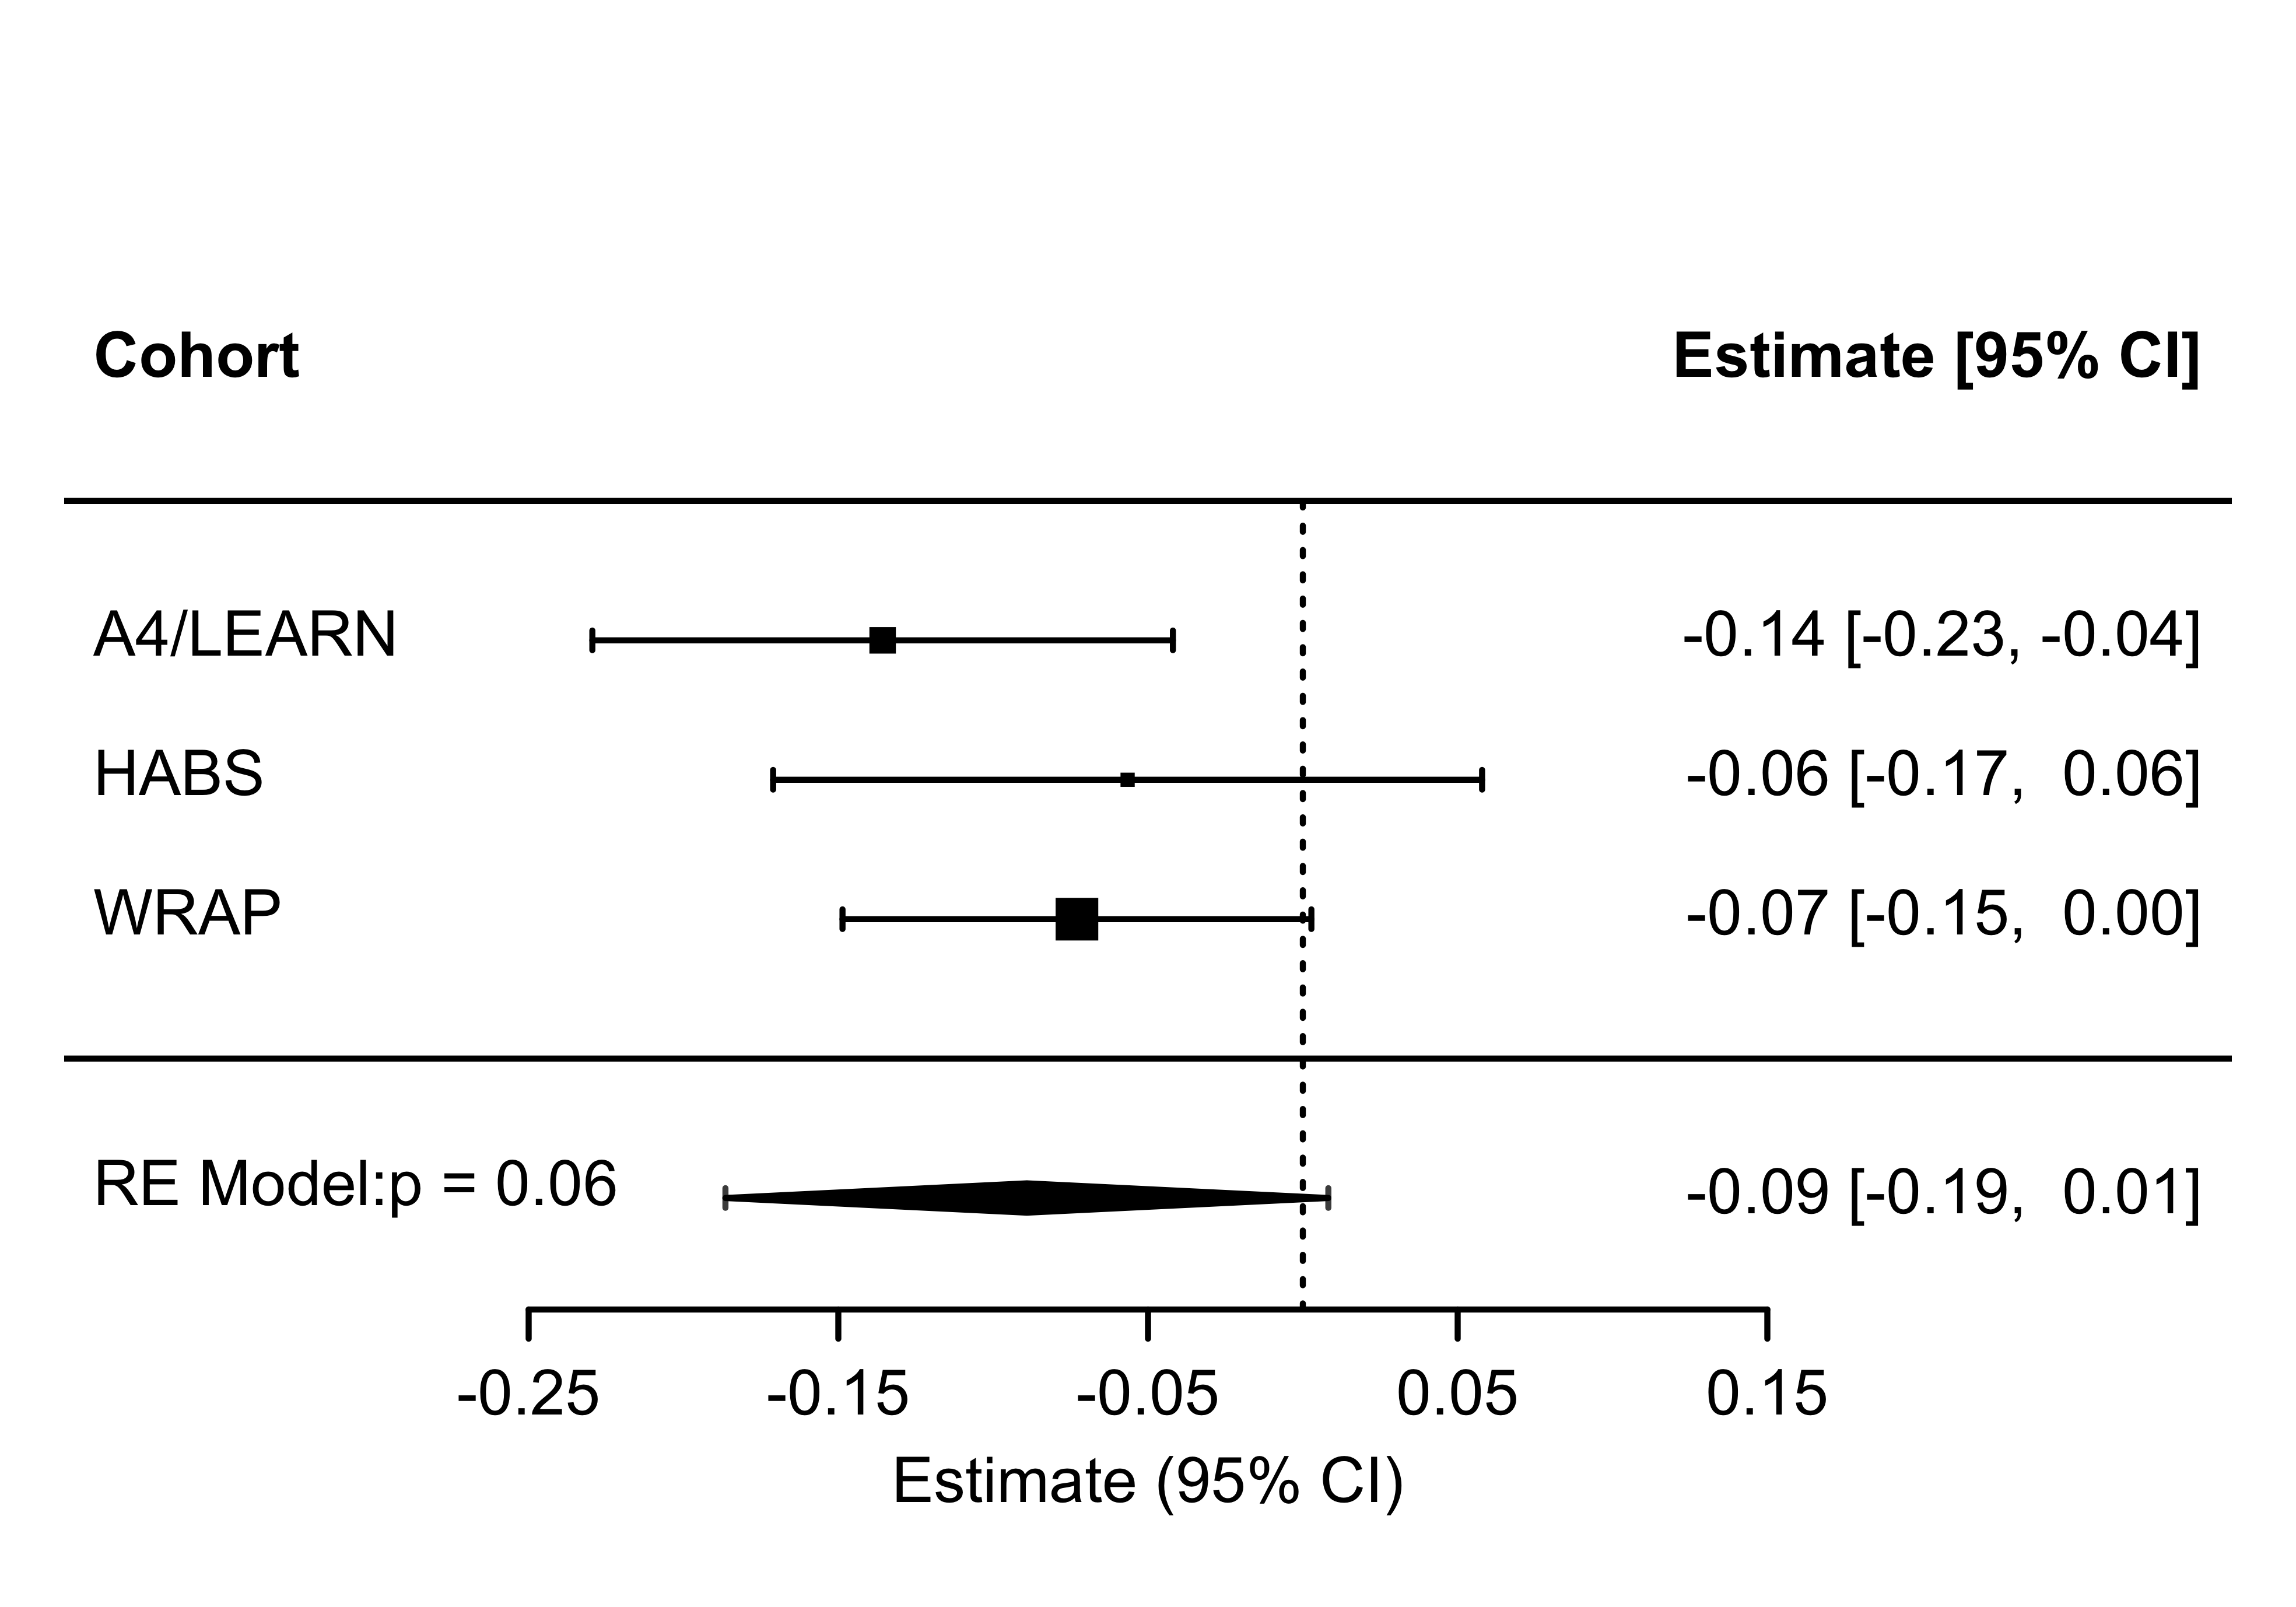 Cohort Estimate [95% CI]
A4/LEARN -0.14 [-0.23, -0.04]
HABS -0.06 [-0.17, 0.06]
WRAP -0.07 [-0.15, 0.00]
RE Model:p = 0.06 -0.09 [-0.19, 0.01]
-0.25 -0.15 -0.05 0.05 0.15
Estimate (95% CI)